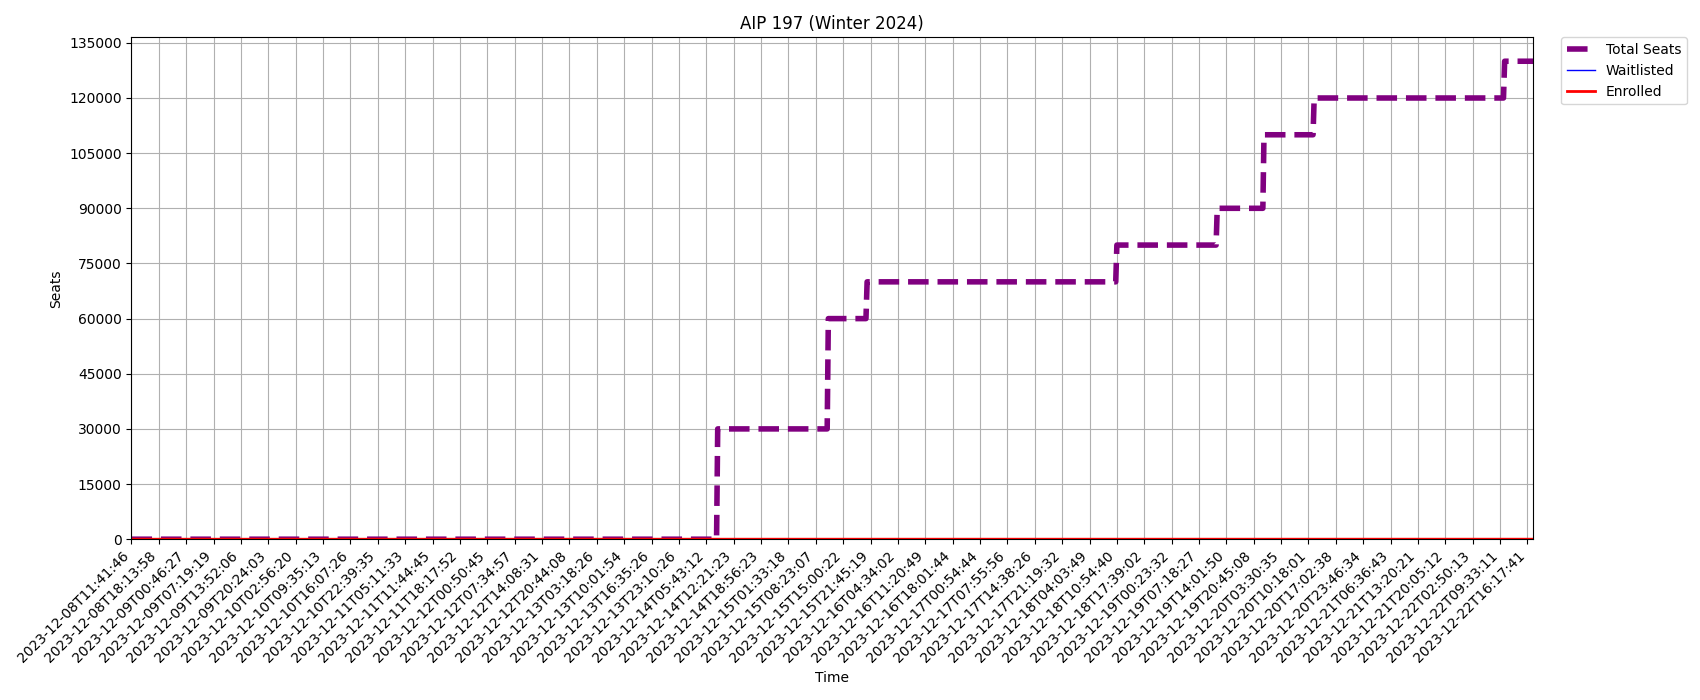 AIP 197 (Winter 2024)
Total Seats
Waitlisted
Enrolled
135000
120000
105000
90000
75000
60000
45000
30000
15000
0
Seats
2023-12-08T11:41:46
2023-12-08T18:13:58
2023-12-09T00:46:27
2023-12-09T07:19:19
2023-12-09T13:52:06
2023-12-09T20:24:03
2023-12-10T02:56:20
2023-12-10T09:35:13
2023-12-10T16:07:26
2023-12-10T22:39:35
2023-12-11T05:11:33
2023-12-11T11:44:45
2023-12-11T18:17:52
2023-12-12T00:50:45
2023-12-12T07:34:57
2023-12-12T14:08:31
2023-12-12T20:44:08
2023-12-13T03:18:26
2023-12-13T10:01:54
2023-12-13T16:35:26
2023-12-13T23:10:26
2023-12-14T05:43:12
2023-12-14T12:21:23
2023-12-14T18:56:23
2023-12-15T01:33:18
2023-12-15T08:23:07
2023-12-15T15:00:22
2023-12-15T21:45:19
2023-12-16T04:34:02
2023-12-16T11:20:49
2023-12-16T18:01:44
2023-12-17T00:54:44
2023-12-17T07:55:56
2023-12-17T14:38:26
2023-12-17T21:19:32
2023-12-18T04:03:49
2023-12-18T10:54:40
2023-12-18T17:39:02
2023-12-19T00:23:32
2023-12-19T07:18:27
2023-12-19T14:01:50
2023-12-19T20:45:08
2023-12-20T03:30:35
2023-12-20T10:18:01
2023-12-20T17:02:38
2023-12-20T23:46:34
2023-12-21T06:36:43
2023-12-21T13:20:21
2023-12-21T20:05:12
2023-12-22T02:50:13
2023-12-22T09:33:11
2023-12-22T16:17:41
Time